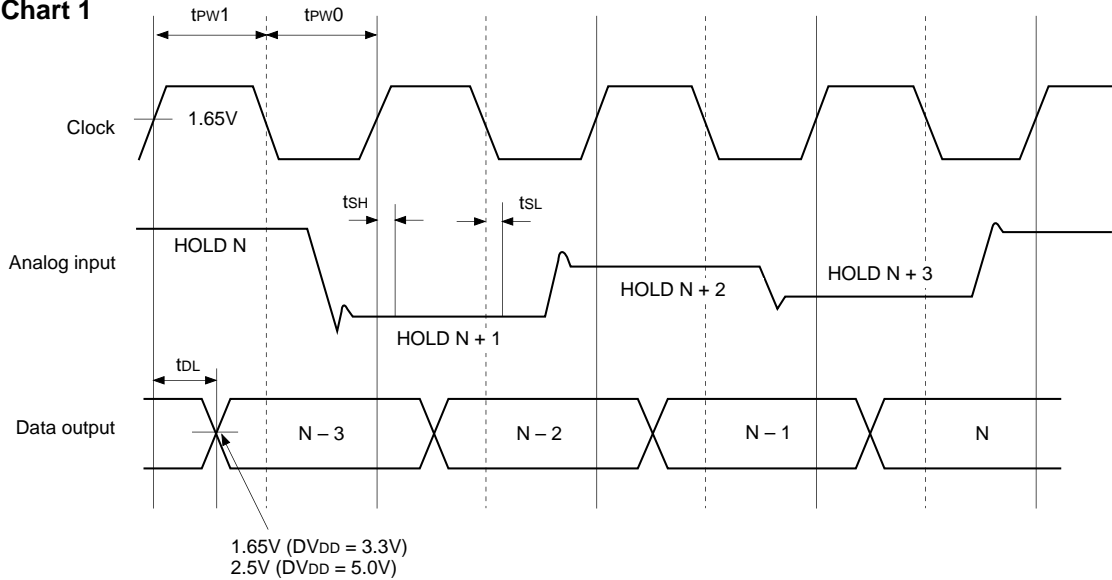 Chart 1
tPW1
tPW0
Clock
1.65V
tSH
tSL
Analog input
HOLD N
HOLD N + 1
HOLD N + 2
HOLD N + 3
tDL
Data output
N – 3
N – 2
N – 1
N
1.65V (DVDD = 3.3V)
2.5V (DVDD = 5.0V)